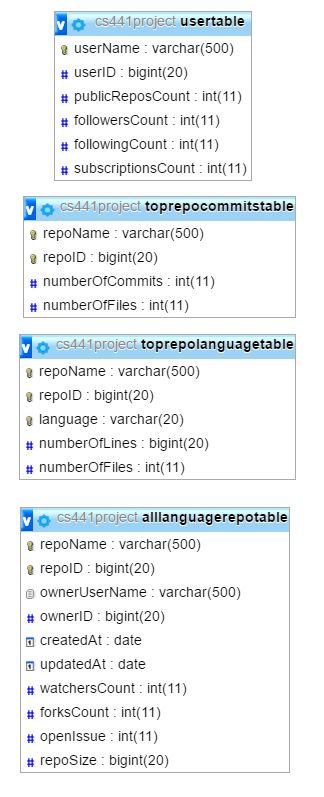 v cs441project usertable
userName : varchar(500)
# userID : bigint(20)
# publicReposCount : int(11)
# followersCount : int(11)
# followingCount : int(11)
# subscriptionsCount : int(11)
v cs441project toprepocommitstable
repoName : varchar(500)
repoID : bigint(20)
# numberOfCommits : int(11)
# numberOfFiles : int(11)
v cs441project toprepolanguagetable
repoName : varchar(500)
repoID : bigint(20)
language : varchar(20)
# numberOfLines : bigint(20)
# numberOfFiles : int(11)
v cs441project alllanguagerepotable
repoName : varchar(500)
repoID : bigint(20)
ownerUserName : varchar(500)
# ownerID : bigint(20)
createdAt : date
updatedAt : date
# watchersCount : int(11)
# forksCount : int(11)
# openIssue : int(11)
# repoSize : bigint(20)